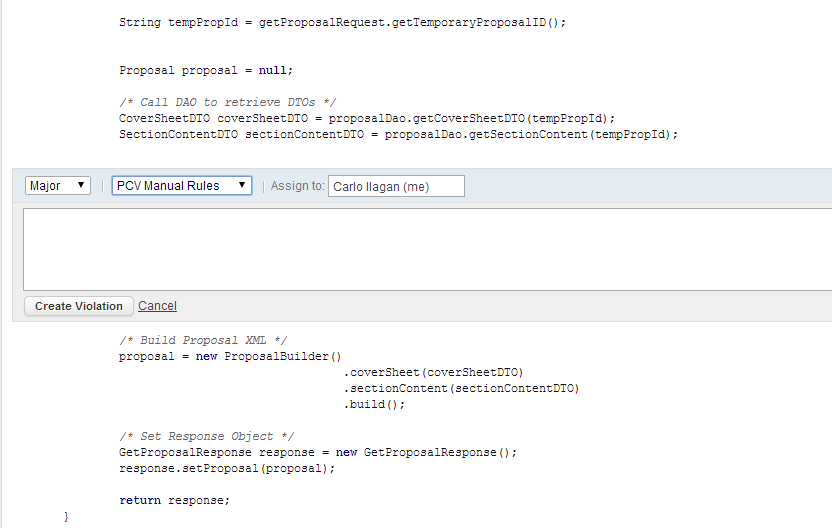 String tempPropId = getProposalRequest.getTemporaryProposalID();
Proposal proposal = null;
/* Call DAO to retrieve DTOs */
CoverSheetDTO coverSheetDTO = proposalDao.getCoverSheetDTO(tempPropId);
SectionContentDTO sectionContentDTO = proposalDao.getSectionContent(tempPropId);
Major ▼ | PCV Manual Rules ▼ | Assign to: Carlo Ilagan (me)
Create Violation Cancel
/* Build Proposal XML */
proposal = new ProposalBuilder()
.coverSheet(coverSheetDTO)
.sectionContent(sectionContentDTO)
.build();
/* Set Response Object */
GetProposalResponse response = new GetProposalResponse();
response.setProposal(proposal);
return response;
}